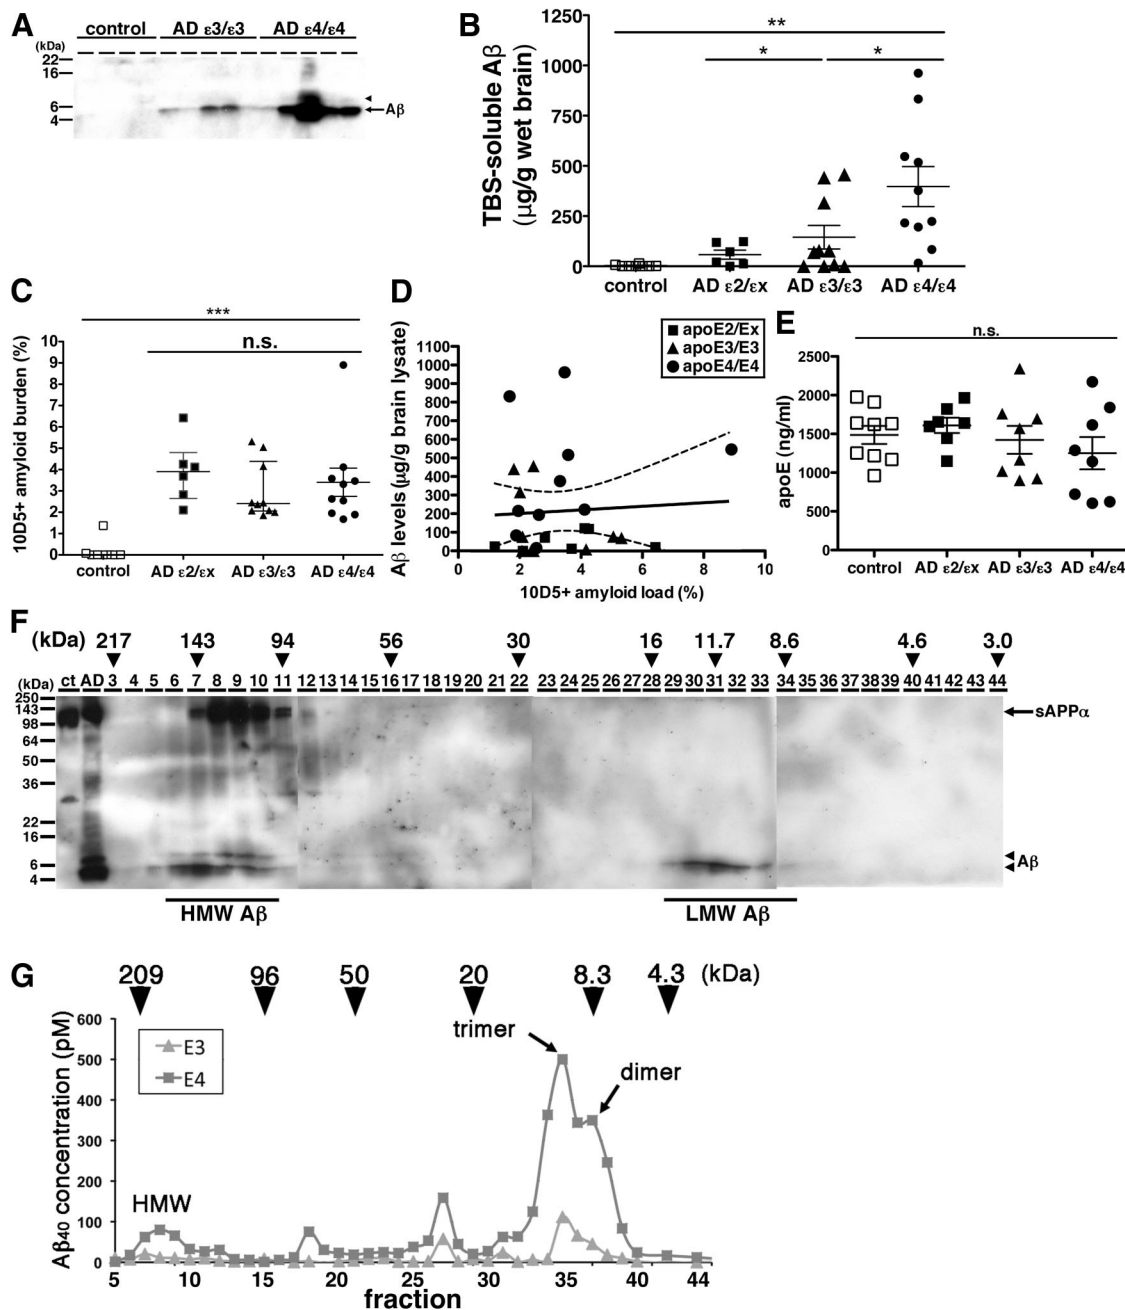 A
control AD ε3/ε3 AD ε4/ε4
(kDa)
22
16
6
4
Aβ
B
TBS-soluble Aβ
(µg/g wet brain)
1250
1000
750
500
250
0
**
* *
control AD ε2/εx AD ε3/ε3 AD ε4/ε4
C
10D5+ amyloid burden (%)
10
9
8
7
6
5
4
3
2
1
0
***
n.s.
control AD ε2/εx AD ε3/ε3 AD ε4/ε4
D
Aβ levels (µg/g brain lysate)
1100
1000
900
800
700
600
500
400
300
200
100
0
apoE2/Ex
apoE3/E3
apoE4/E4
0 2 4 6 8 10
10D5+ amyloid load (%)
E
apoE (ng/ml)
2500
2000
1500
1000
500
0
n.s.
control AD ε2/εx AD ε3/ε3 AD ε4/ε4
F
(kDa) 217 143 94 56 30 16 11.7 8.6 4.6 3.0
(kDa) ct AD 3 4 5 6 7 8 9 10 11 12 13 14 15 16 17 18 19 20 21 22 23 24 25 26 27 28 29 30 31 32 33 34 35 36 37 38 39 40 41 42 43 44
250
143
98
64
50
36
22
16
6
4
sAPPα
Aβ
HMW Aβ LMW Aβ
G
209 96 50 20 8.3 4.3 (kDa)
Aβ40 concentration (pM)
600
500
400
300
200
100
0
E3
E4
trimer
dimer
HMW
5 10 15 20 25 30 35 40 44
fraction